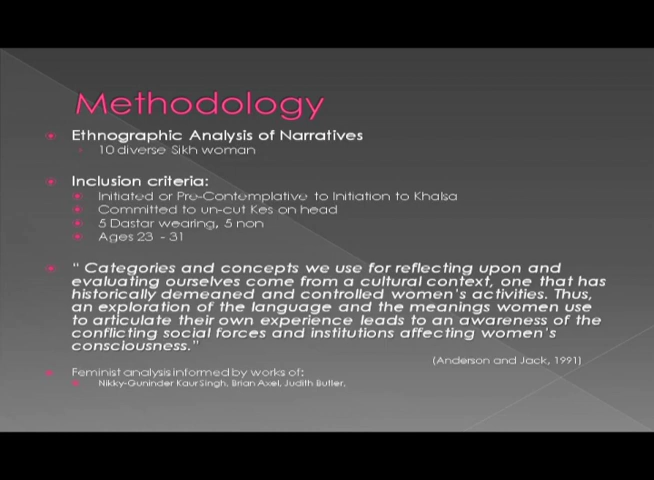 Methodology
Ethnographic Analysis of Narratives
10 diverse Sikh woman
Inclusion criteria:
Initiated or Pre-Contemplative to Initiation to Khalsa
Committed to un-cut Kes on head
5 Dastar wearing, 5 non
Ages 23 - 31
" Categories and concepts we use for reflecting upon and
evaluating ourselves come from a cultural context, one that has
historically demeaned and controlled women's activities. Thus,
an exploration of the language and the meanings women use
to articulate their own experience leads to an awareness of the
conflicting social forces and institutions affecting women's
consciousness."
(Anderson and Jack, 1991)
Feminist analysis informed by works of:
Nikky-Guninder Kaur Singh, Brian Axel, Judith Butler,